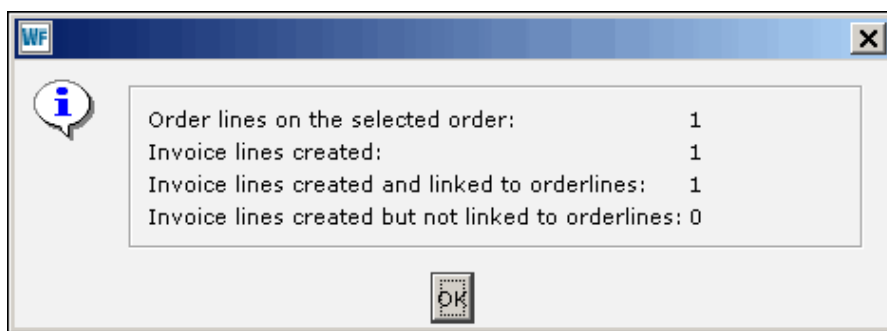 WF
Order lines on the selected order: 1
Invoice lines created: 1
Invoice lines created and linked to orderlines: 1
Invoice lines created but not linked to orderlines: 0
OK